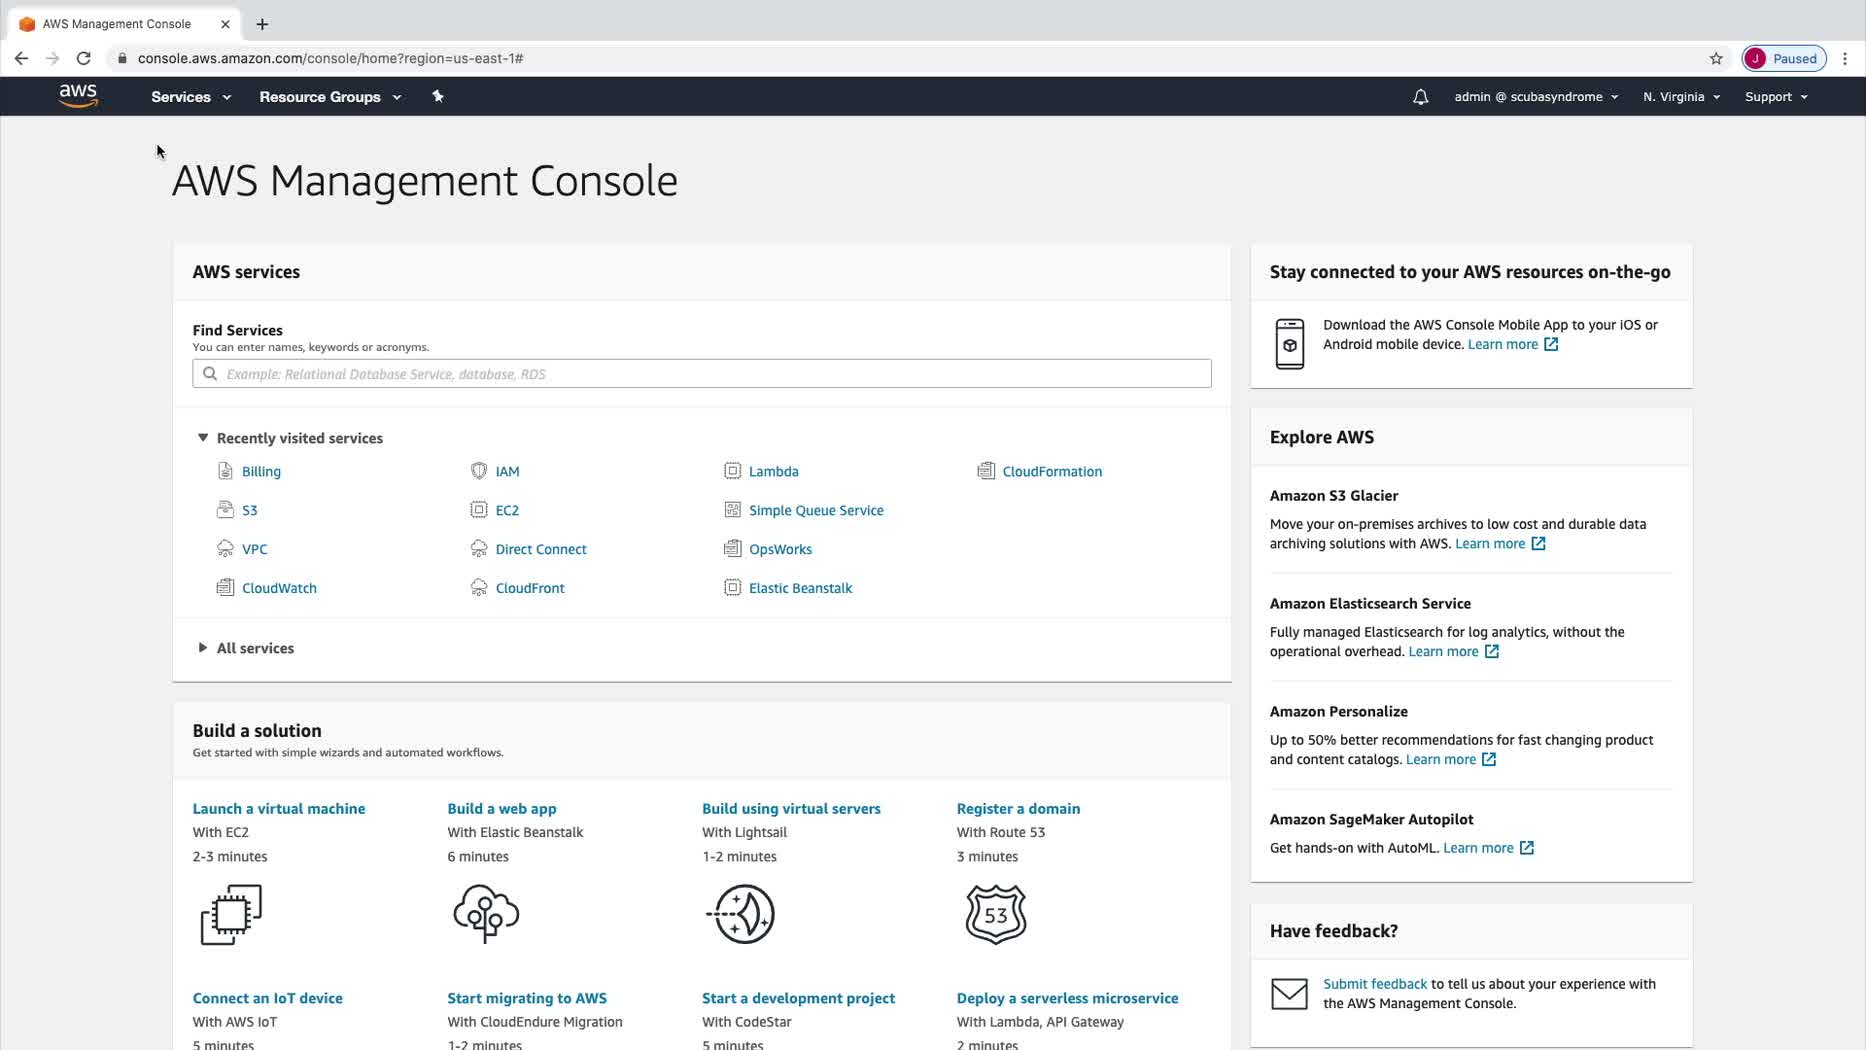 AWS Management Console
console.aws.amazon.com/console/home?region=us-east-1#
J Paused
aws
Services
Resource Groups
admin @ scubasyndrome
N. Virginia
Support
AWS Management Console
AWS services
Find Services
You can enter names, keywords or acronyms.
Example: Relational Database Service, database, RDS
Recently visited services
Billing
IAM
Lambda
CloudFormation
S3
EC2
Simple Queue Service
VPC
Direct Connect
OpsWorks
CloudWatch
CloudFront
Elastic Beanstalk
All services
Build a solution
Get started with simple wizards and automated workflows.
Launch a virtual machine
With EC2
2-3 minutes
Build a web app
With Elastic Beanstalk
6 minutes
Build using virtual servers
With Lightsail
1-2 minutes
Register a domain
With Route 53
3 minutes
53
Connect an IoT device
With AWS IoT
5 minutes
Start migrating to AWS
With CloudEndure Migration
1-2 minutes
Start a development project
With CodeStar
5 minutes
Deploy a serverless microservice
With Lambda, API Gateway
2 minutes
Stay connected to your AWS resources on-the-go
Download the AWS Console Mobile App to your iOS or
Android mobile device. Learn more
Explore AWS
Amazon S3 Glacier
Move your on-premises archives to low cost and durable data
archiving solutions with AWS. Learn more
Amazon Elasticsearch Service
Fully managed Elasticsearch for log analytics, without the
operational overhead. Learn more
Amazon Personalize
Up to 50% better recommendations for fast changing product
and content catalogs. Learn more
Amazon SageMaker Autopilot
Get hands-on with AutoML. Learn more
Have feedback?
Submit feedback to tell us about your experience with
the AWS Management Console.